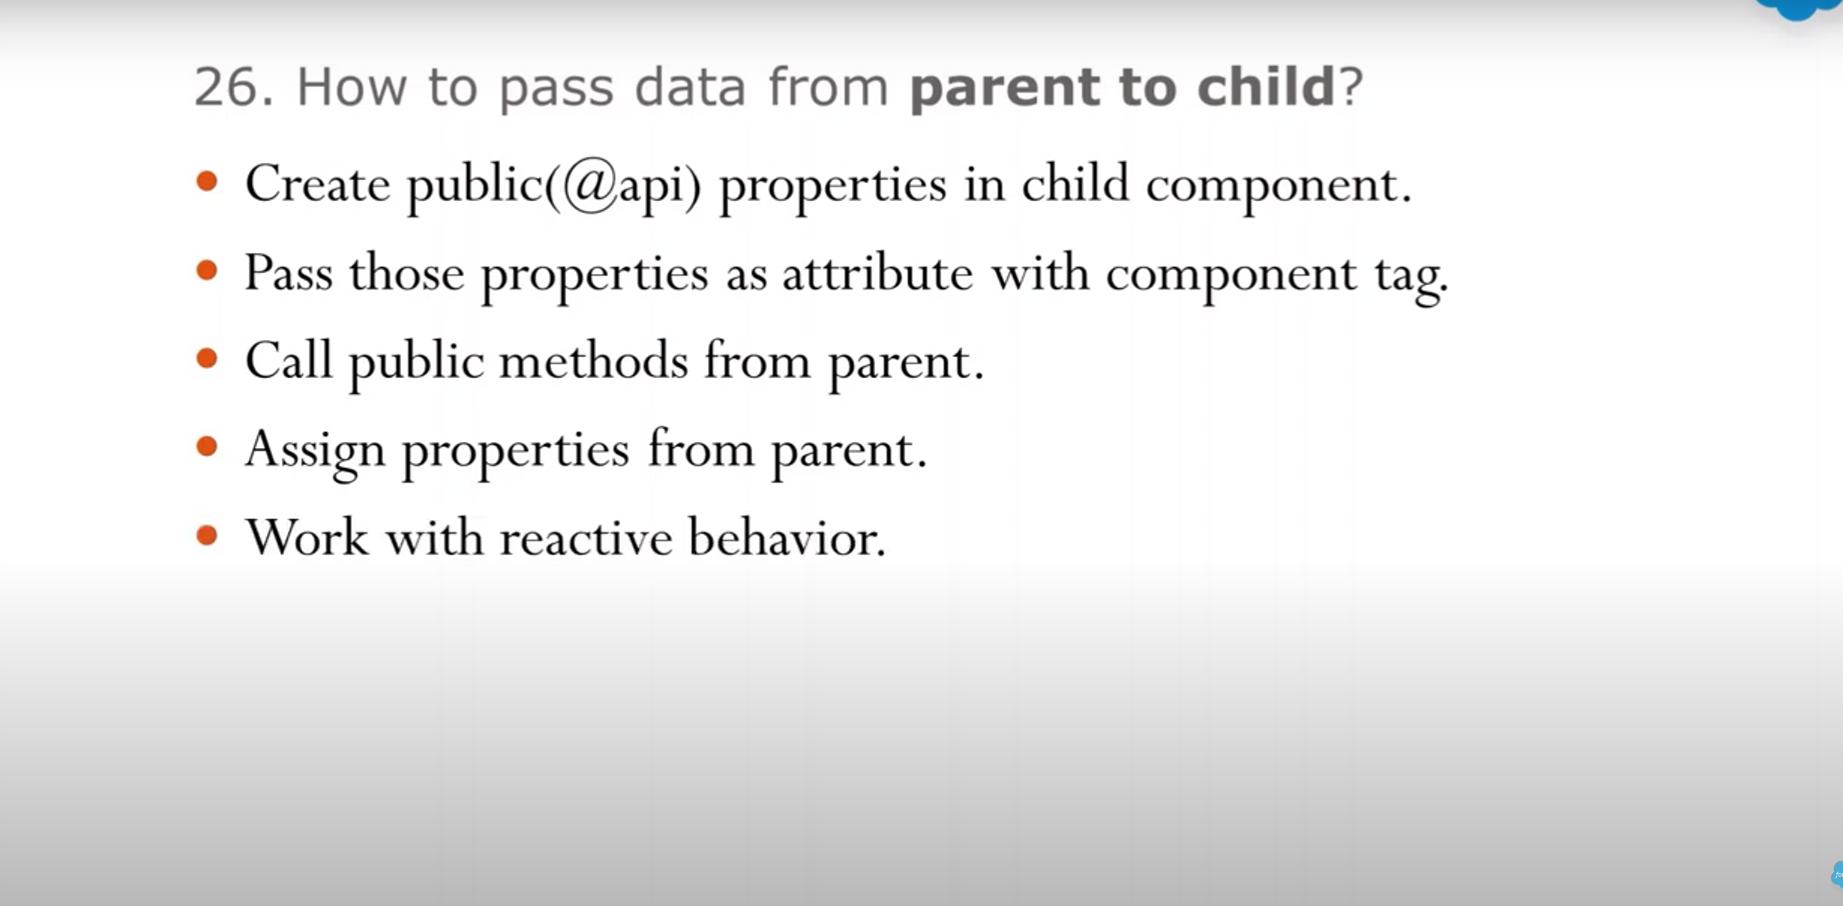 26. How to pass data from parent to child?
• Create public(@api) properties in child component.
• Pass those properties as attribute with component tag.
• Call public methods from parent.
• Assign properties from parent.
• Work with reactive behavior.